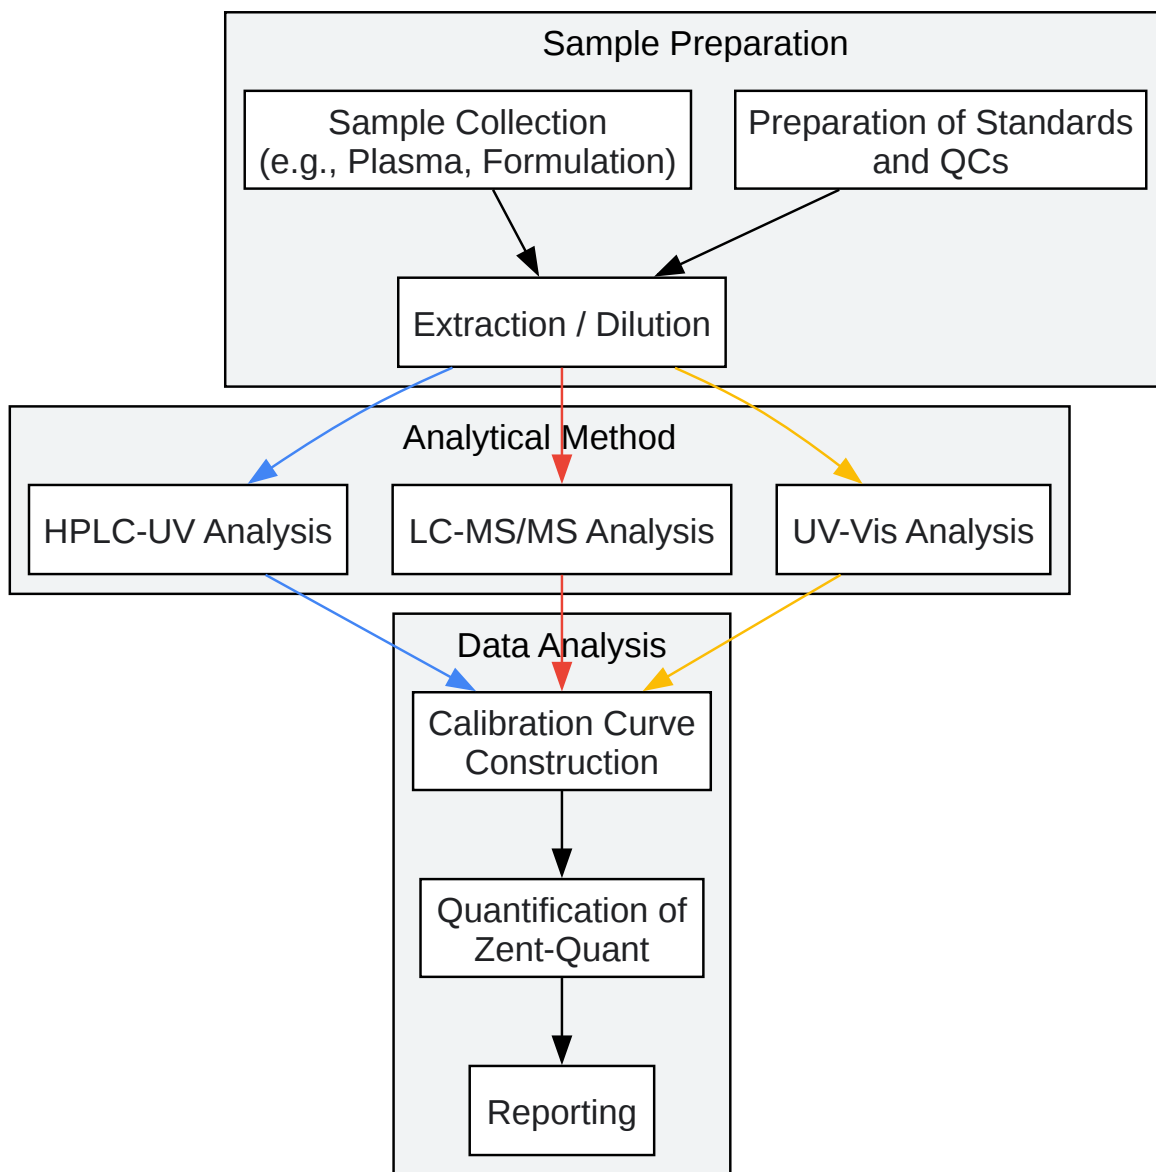 Sample Preparation
Sample Collection
(e.g., Plasma, Formulation)
Preparation of Standards
and QCs
Extraction / Dilution
Analytical Method
HPLC-UV Analysis
LC-MS/MS Analysis
UV-Vis Analysis
Data Analysis
Calibration Curve
Construction
Quantification of
Zent-Quant
Reporting